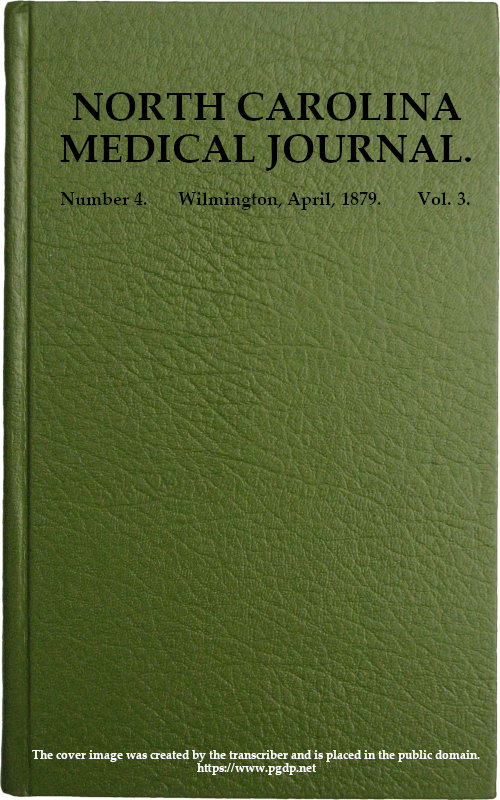 NORTH CAROLINA
MEDICAL JOURNAL.
Number 4. Wilmington, April, 1879. Vol. 3.
The cover image was created by the transcriber and is placed in the public domain.
https://www.pgdp.net